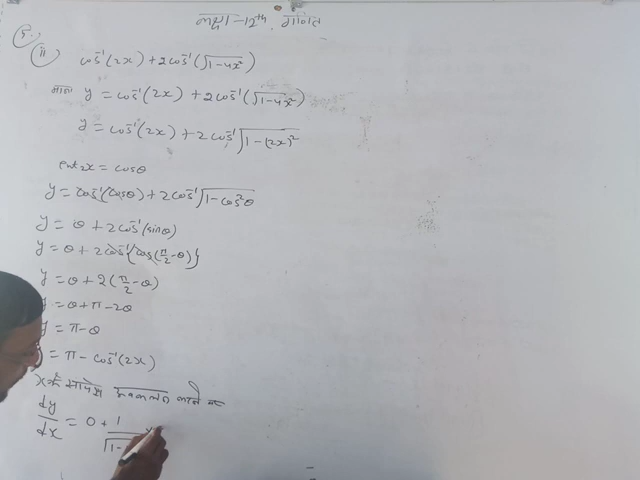 कक्षा-12th गणित
5.
(ii) cos⁻¹(2x) + 2cos⁻¹(√1-4x²)
माना y = cos⁻¹(2x) + 2cos⁻¹(√1-4x²)
y = cos⁻¹(2x) + 2cos⁻¹√1-(2x)²
put 2x = cosθ
y = cos⁻¹(cosθ) + 2cos⁻¹√1-cos²θ
y = θ + 2cos⁻¹(sinθ)
y = θ + 2cos⁻¹{cos(π/2-θ)}
y = θ + 2(π/2-θ)
y = θ + π - 2θ
y = π - θ
= π - cos⁻¹(2x)
x के सापेक्ष अवकलन करने पर
dy/dx = 0 + 1/√1-